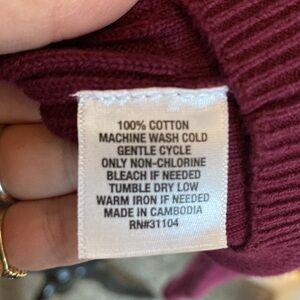 100% COTTON
MACHINE WASH COLD
GENTLE CYCLE
ONLY NON-CHLORINE
BLEACH IF NEEDED
TUMBLE DRY LOW
WARM IRON IF NEEDED
MADE IN CAMBODIA
RN#31104